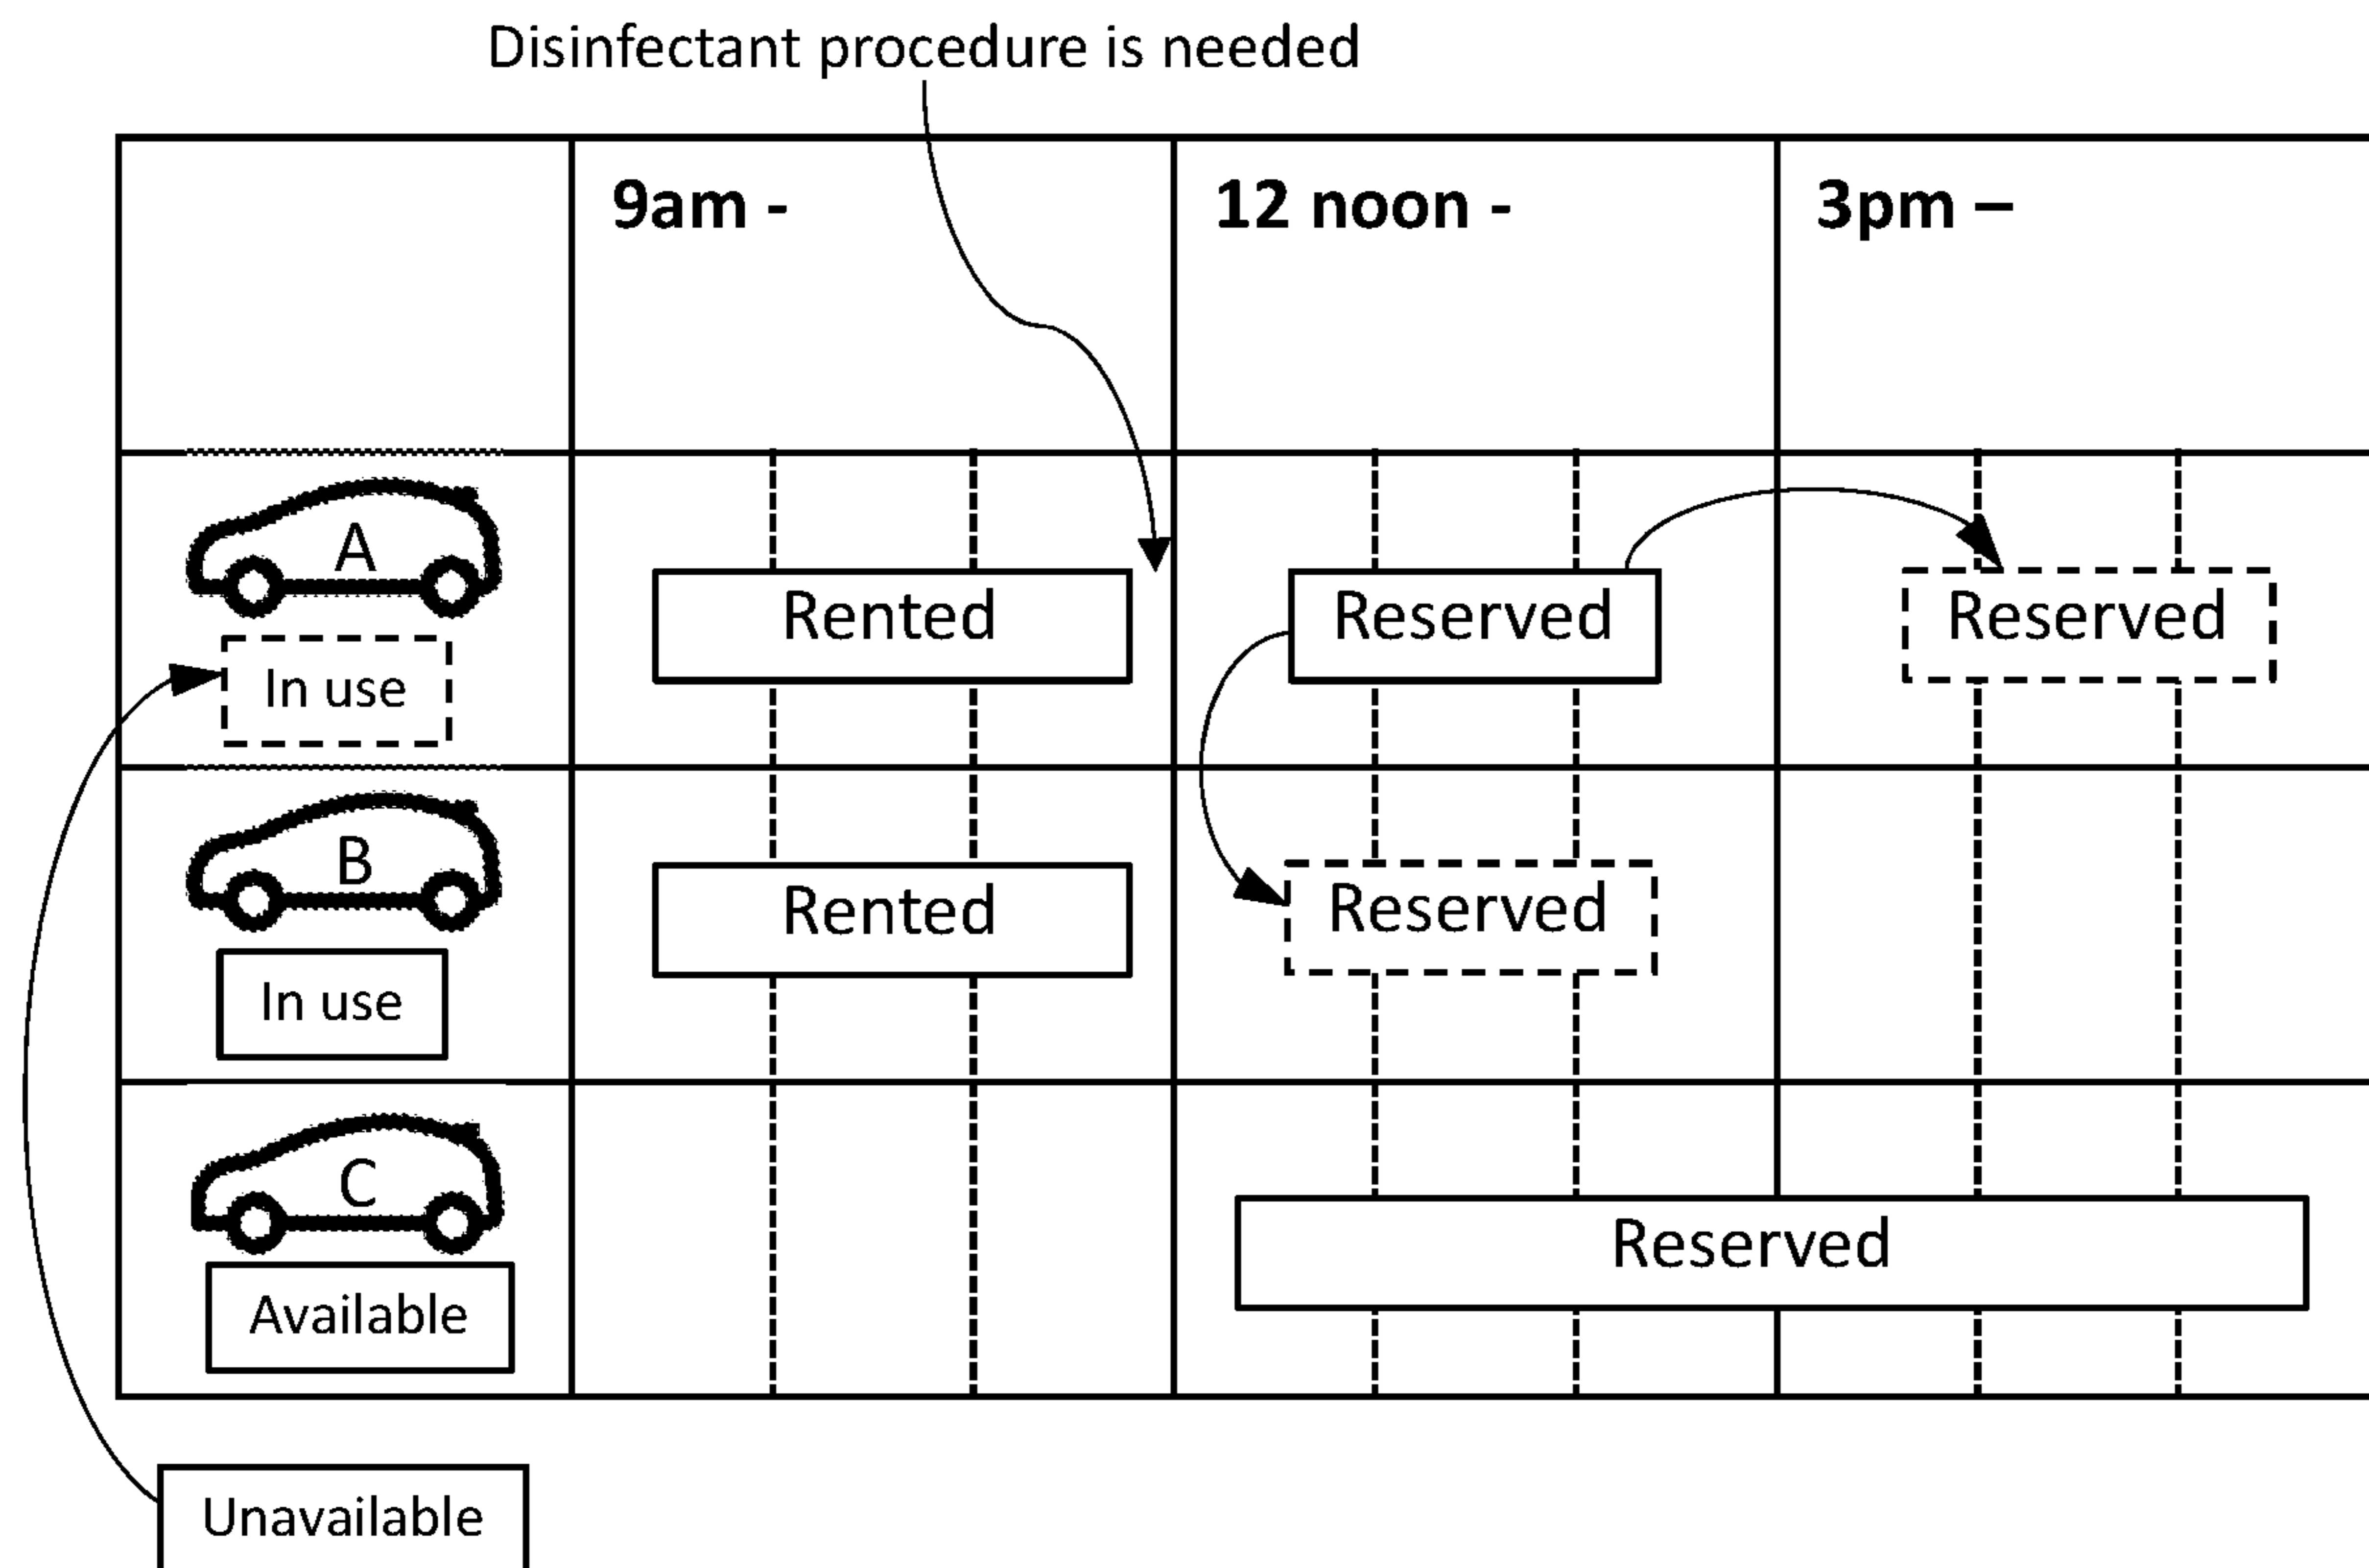 Disinfectant procedure is needed
9am -
12 noon -
3pm –
A
In use
Rented
Reserved
Reserved
B
In use
Rented
Reserved
C
Available
Reserved
Unavailable